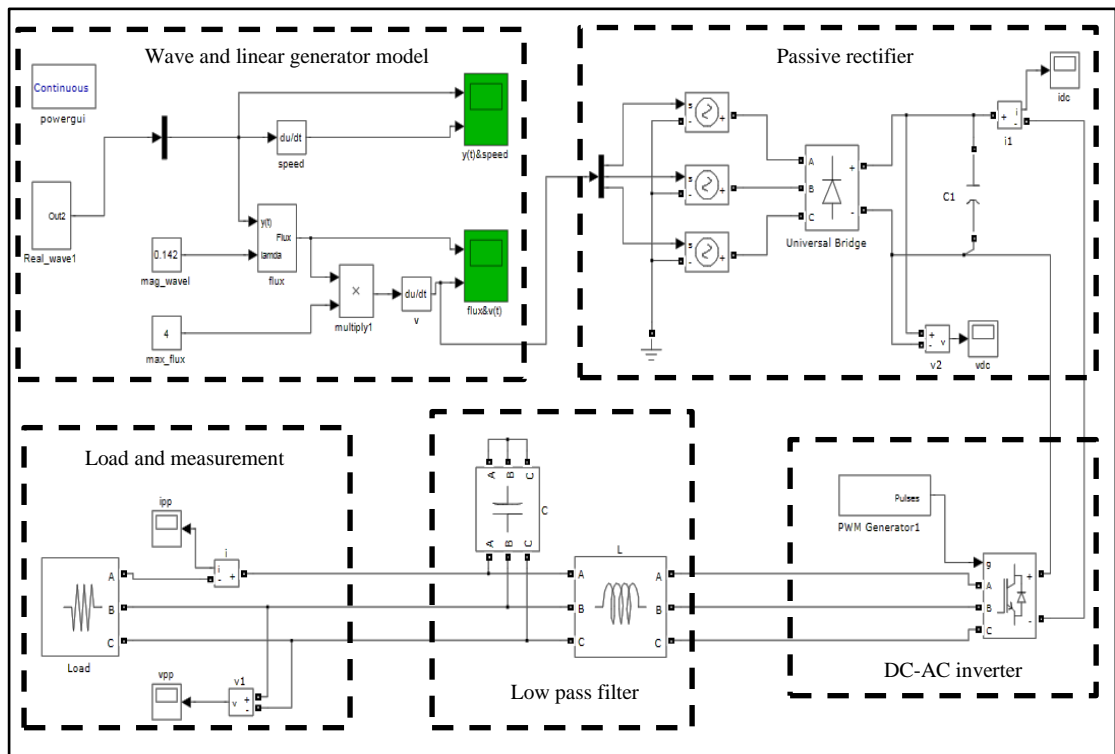 Wave and linear generator model
Continuous
powergui
Out2
Real_wave1
du/dt
speed
y(t)&speed
y(t)
Flux
lamda
flux
0.142
mag_wavel
4
max_flux
×
multiply1
du/dt
v
flux&v(t)
Passive rectifier
s
-
+
s
-
+
s
-
+
A
B
C
+
-
Universal Bridge
C1
+
i
-
i1
idc
+
-
v
v2
vdc
Load and measurement
ipp
i
i
-
+
A
B
C
Load
vpp
v1
v
+
-
A
B
C
C
A
B
C
L
A
B
C
A
B
C
Low pass filter
Pulses
PWM Generator1
g
A
B
C
+
-
DC-AC inverter